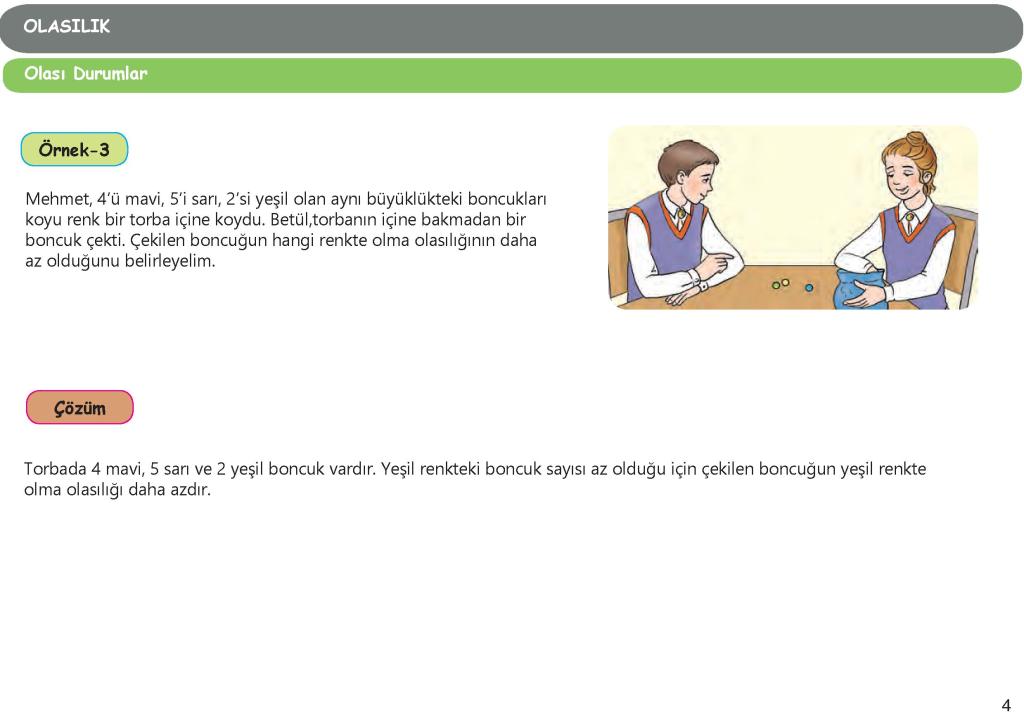 OLASILIK
Olası Durumlar
Örnek-3
Mehmet, 4'ü mavi, 5'i sarı, 2'si yeşil olan aynı büyüklükteki boncukları
koyu renk bir torba içine koydu. Betül,torbanın içine bakmadan bir
boncuk çekti. Çekilen boncuğun hangi renkte olma olasılığının daha
az olduğunu belirleyelim.
Çözüm
Torbada 4 mavi, 5 sarı ve 2 yeşil boncuk vardır. Yeşil renkteki boncuk sayısı az olduğu için çekilen boncuğun yeşil renkte
olma olasılığı daha azdır.
4